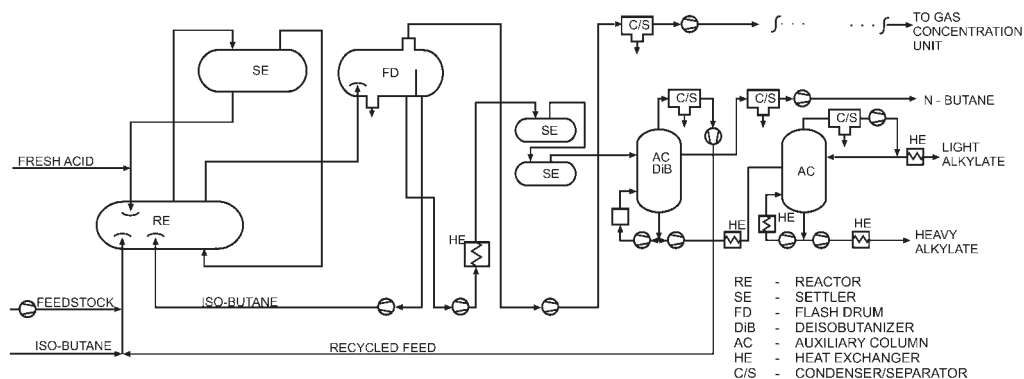 C/S
TO GAS
CONCENTRATION
UNIT
SE
FD
C/S
C/S
N - BUTANE
SE
C/S
HE
FRESH ACID
SE
AC
DiB
AC
LIGHT
ALKYLATE
RE
HE
HE
HE
HE
HEAVY
ALKYLATE
FEEDSTOCK
ISO-BUTANE
ISO-BUTANE
RECYCLED FEED
RE - REACTOR
SE - SETTLER
FD - FLASH DRUM
DiB - DEISOBUTANIZER
AC - AUXILIARY COLUMN
HE - HEAT EXCHANGER
C/S - CONDENSER/SEPARATOR